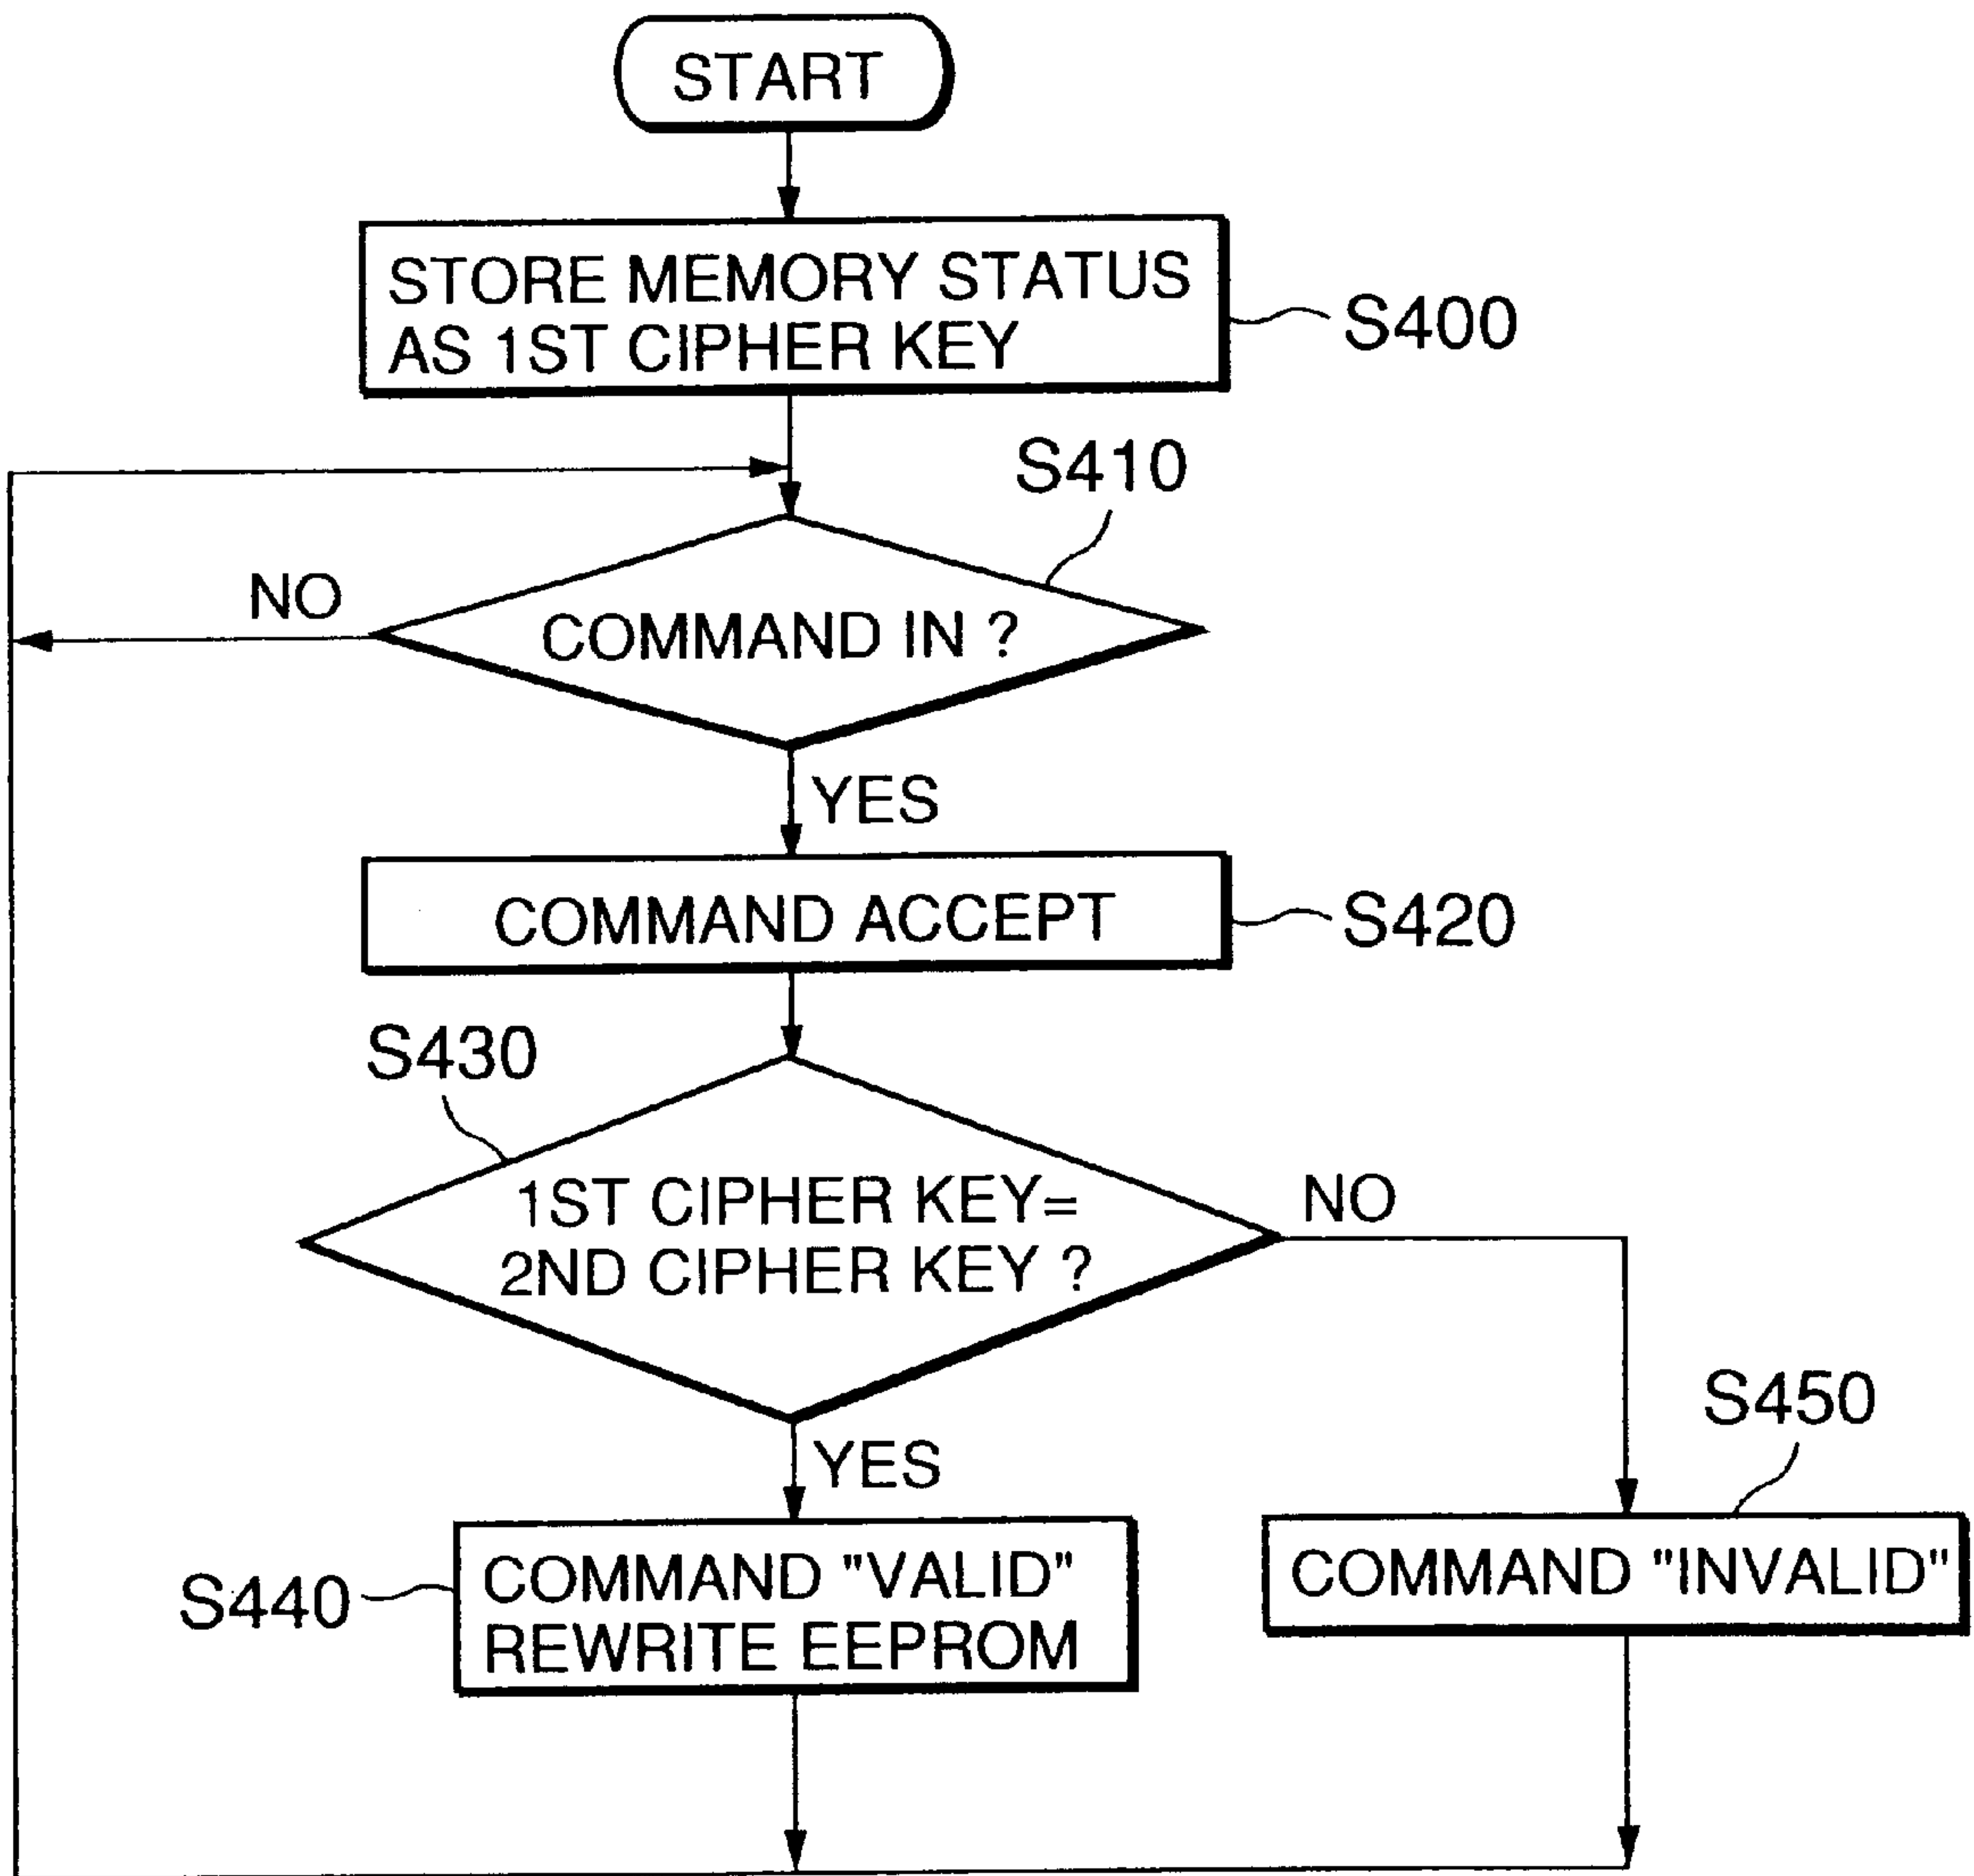 START
STORE MEMORY STATUS
AS 1ST CIPHER KEY
S400
S410
NO
COMMAND IN ?
YES
COMMAND ACCEPT
S420
S430
1ST CIPHER KEY=
2ND CIPHER KEY ?
NO
YES
S450
S440
COMMAND "VALID"
REWRITE EEPROM
COMMAND "INVALID"